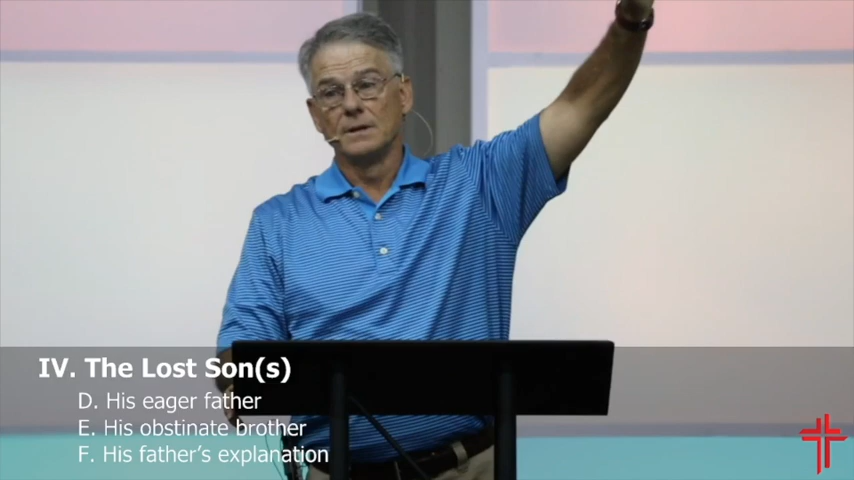 IV. The Lost Son(s)
D. His eager father
E. His obstinate brother
F. His father's explanation